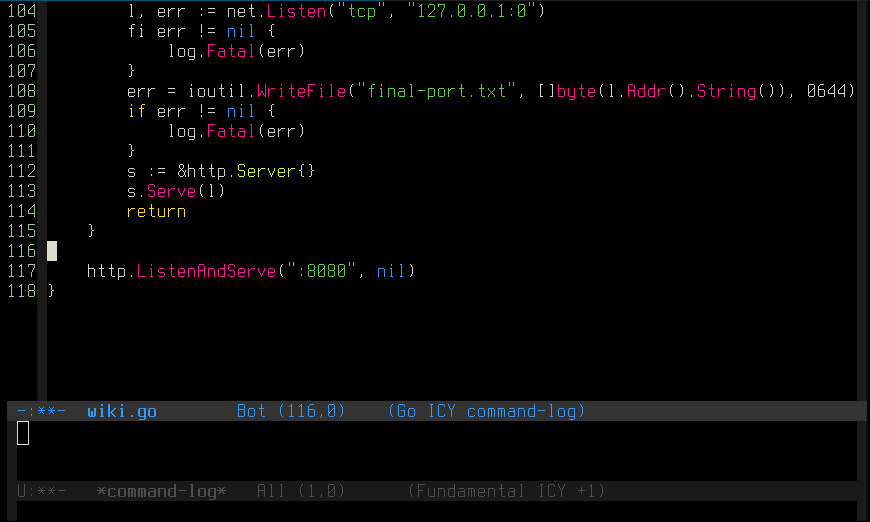 104 l, err := net.Listen("tcp", "127.0.0.1:0")
105 fi err != nil {
106 log.Fatal(err)
107 }
108 err = ioutil.WriteFile("final-port.txt", []byte(l.Addr().String()), 0644)
109 if err != nil {
110 log.Fatal(err)
111 }
112 s := &http.Server{}
113 s.Serve(l)
114 return
115 }
116
117 http.ListenAndServe(":8080", nil)
118 }
-:**- wiki.go Bot (116,0) (Go ICY command-log)
U:**- *command-log* All (1,0) (Fundamental ICY +1)